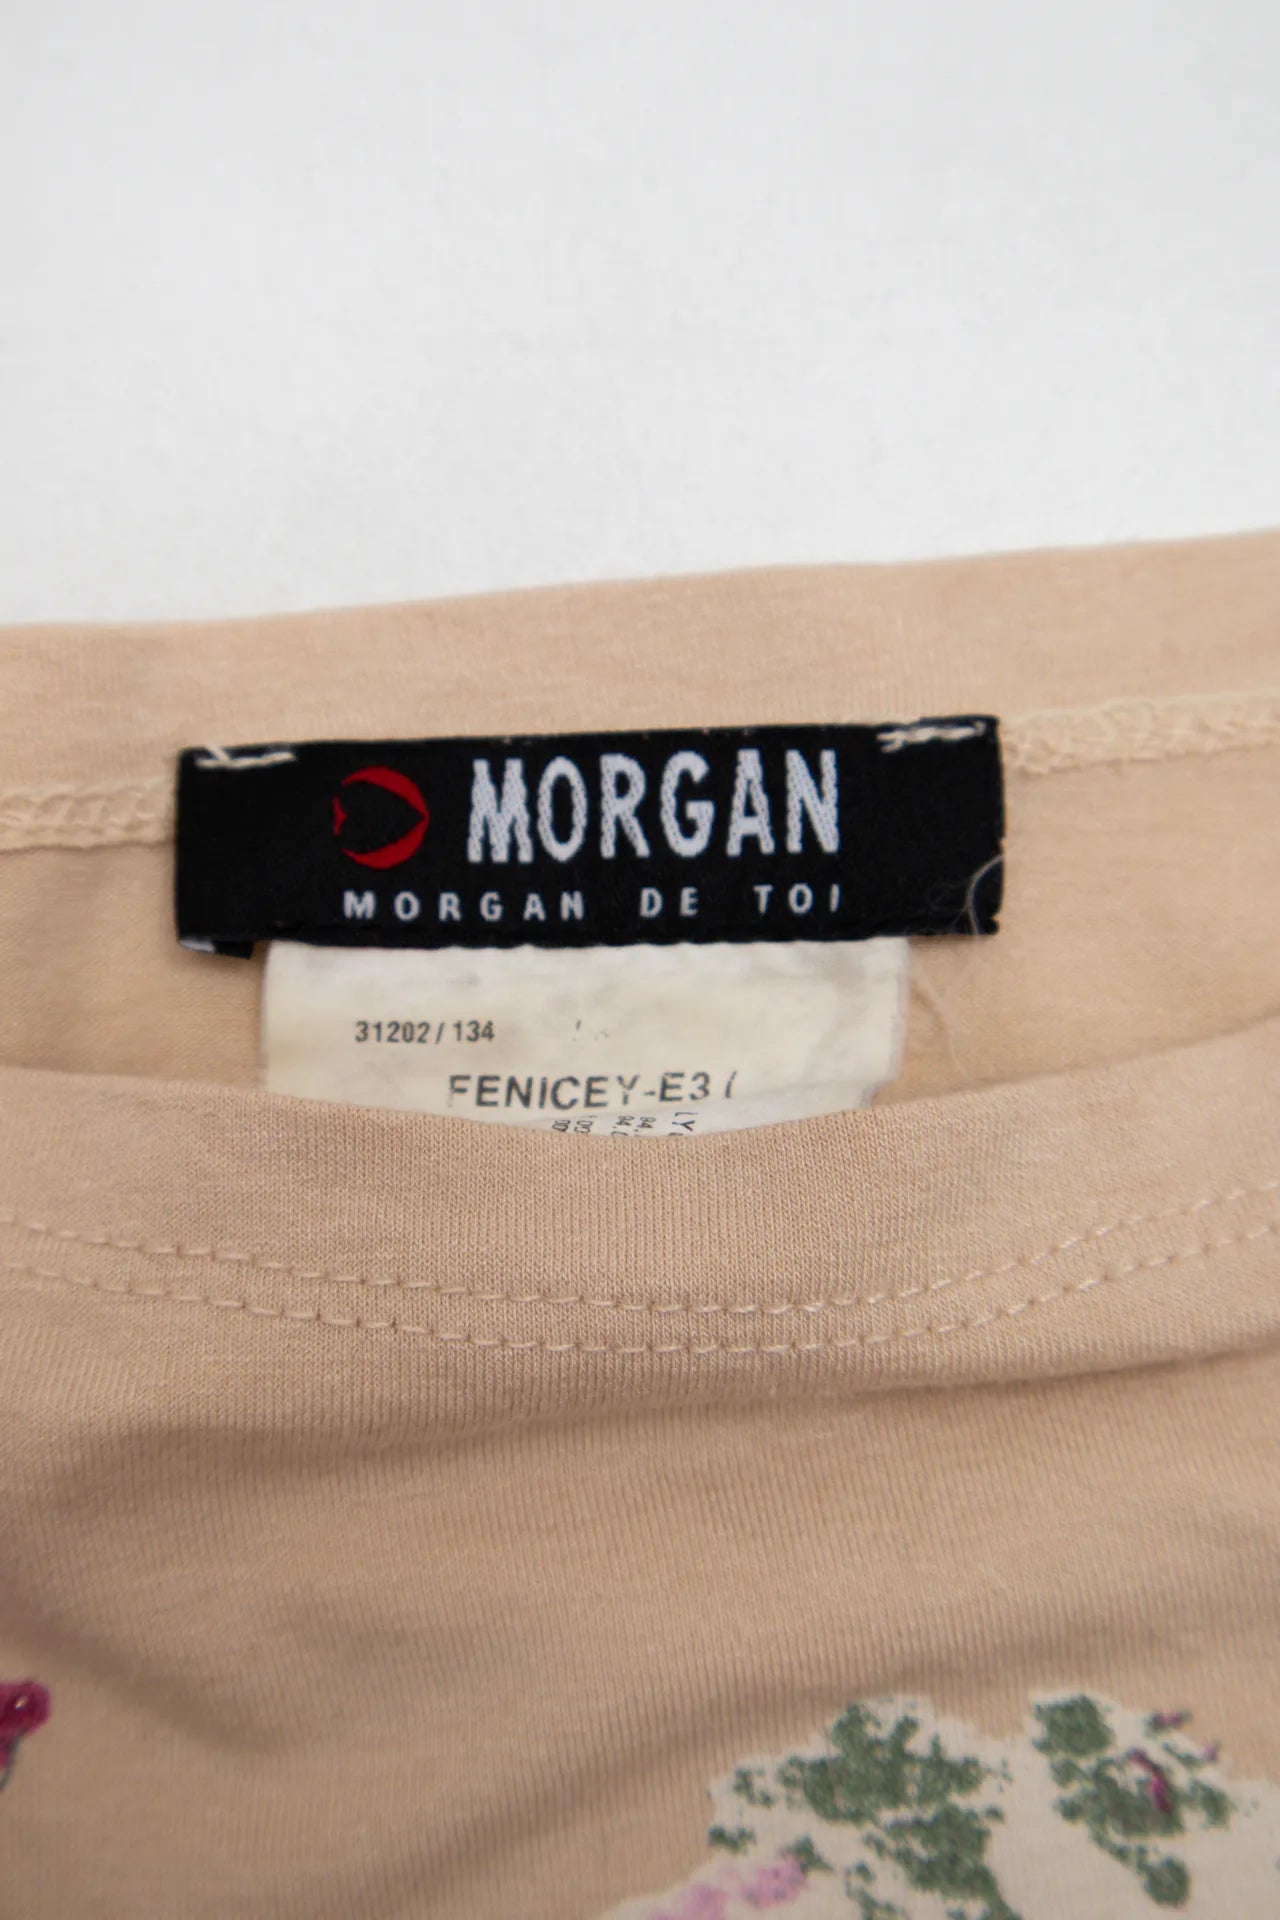 MORGAN
MORGAN DE TOI
31202/134
FENICEY-E3